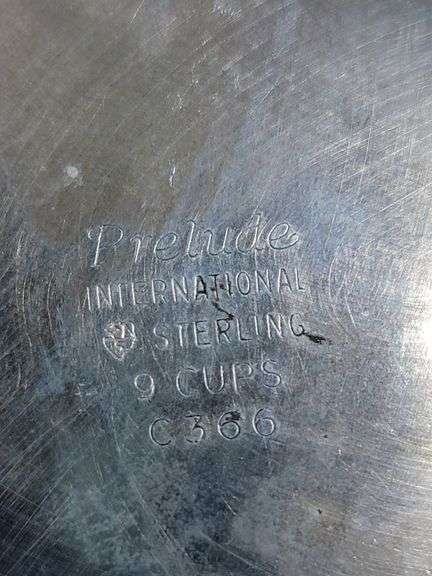 Prelude
INTERNATIONAL
STERLING
9 CUPS
C366